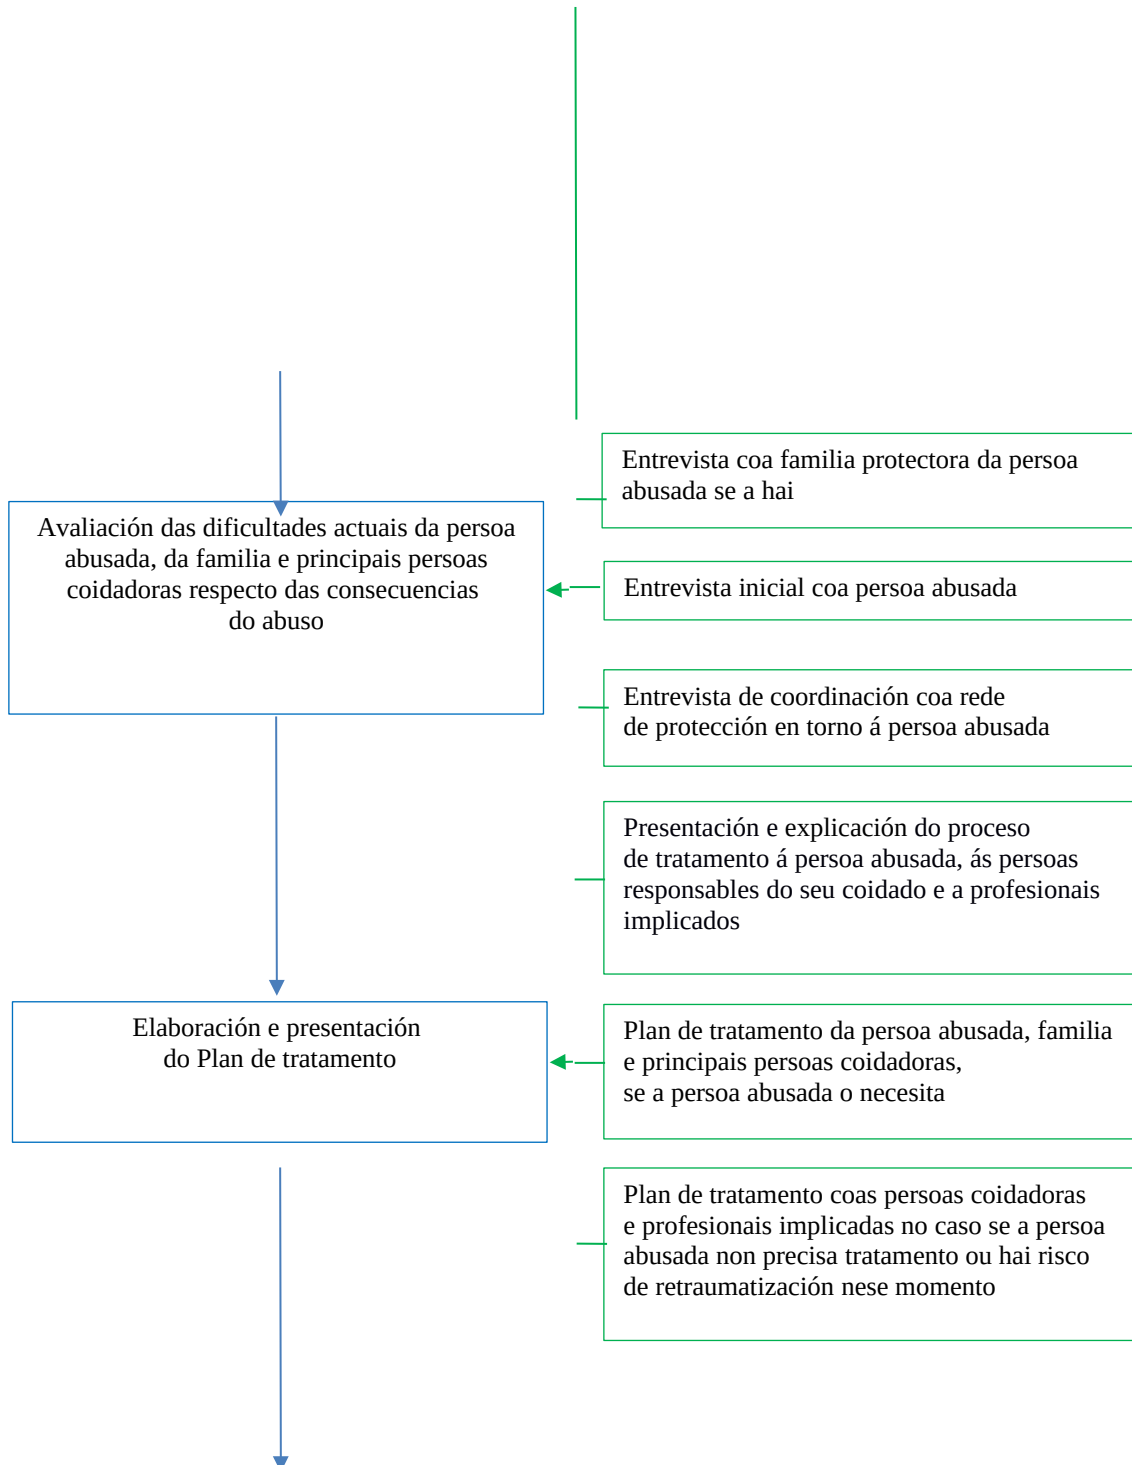 Entrevista coa familia protectora da persoa
abusada se a hai
Avaliación das dificultades actuais da persoa
abusada, da familia e principais persoas
coidadoras respecto das consecuencias
do abuso
Entrevista inicial coa persoa abusada
Entrevista de coordinación coa rede
de protección en torno á persoa abusada
Presentación e explicación do proceso
de tratamento á persoa abusada, ás persoas
responsables do seu coidado e a profesionais
implicados
Elaboración e presentación
do Plan de tratamento
Plan de tratamento da persoa abusada, familia
e principais persoas coidadoras,
se a persoa abusada o necesita
Plan de tratamento coas persoas coidadoras
e profesionais implicadas no caso se a persoa
abusada non precisa tratamento ou hai risco
de retraumatización nese momento